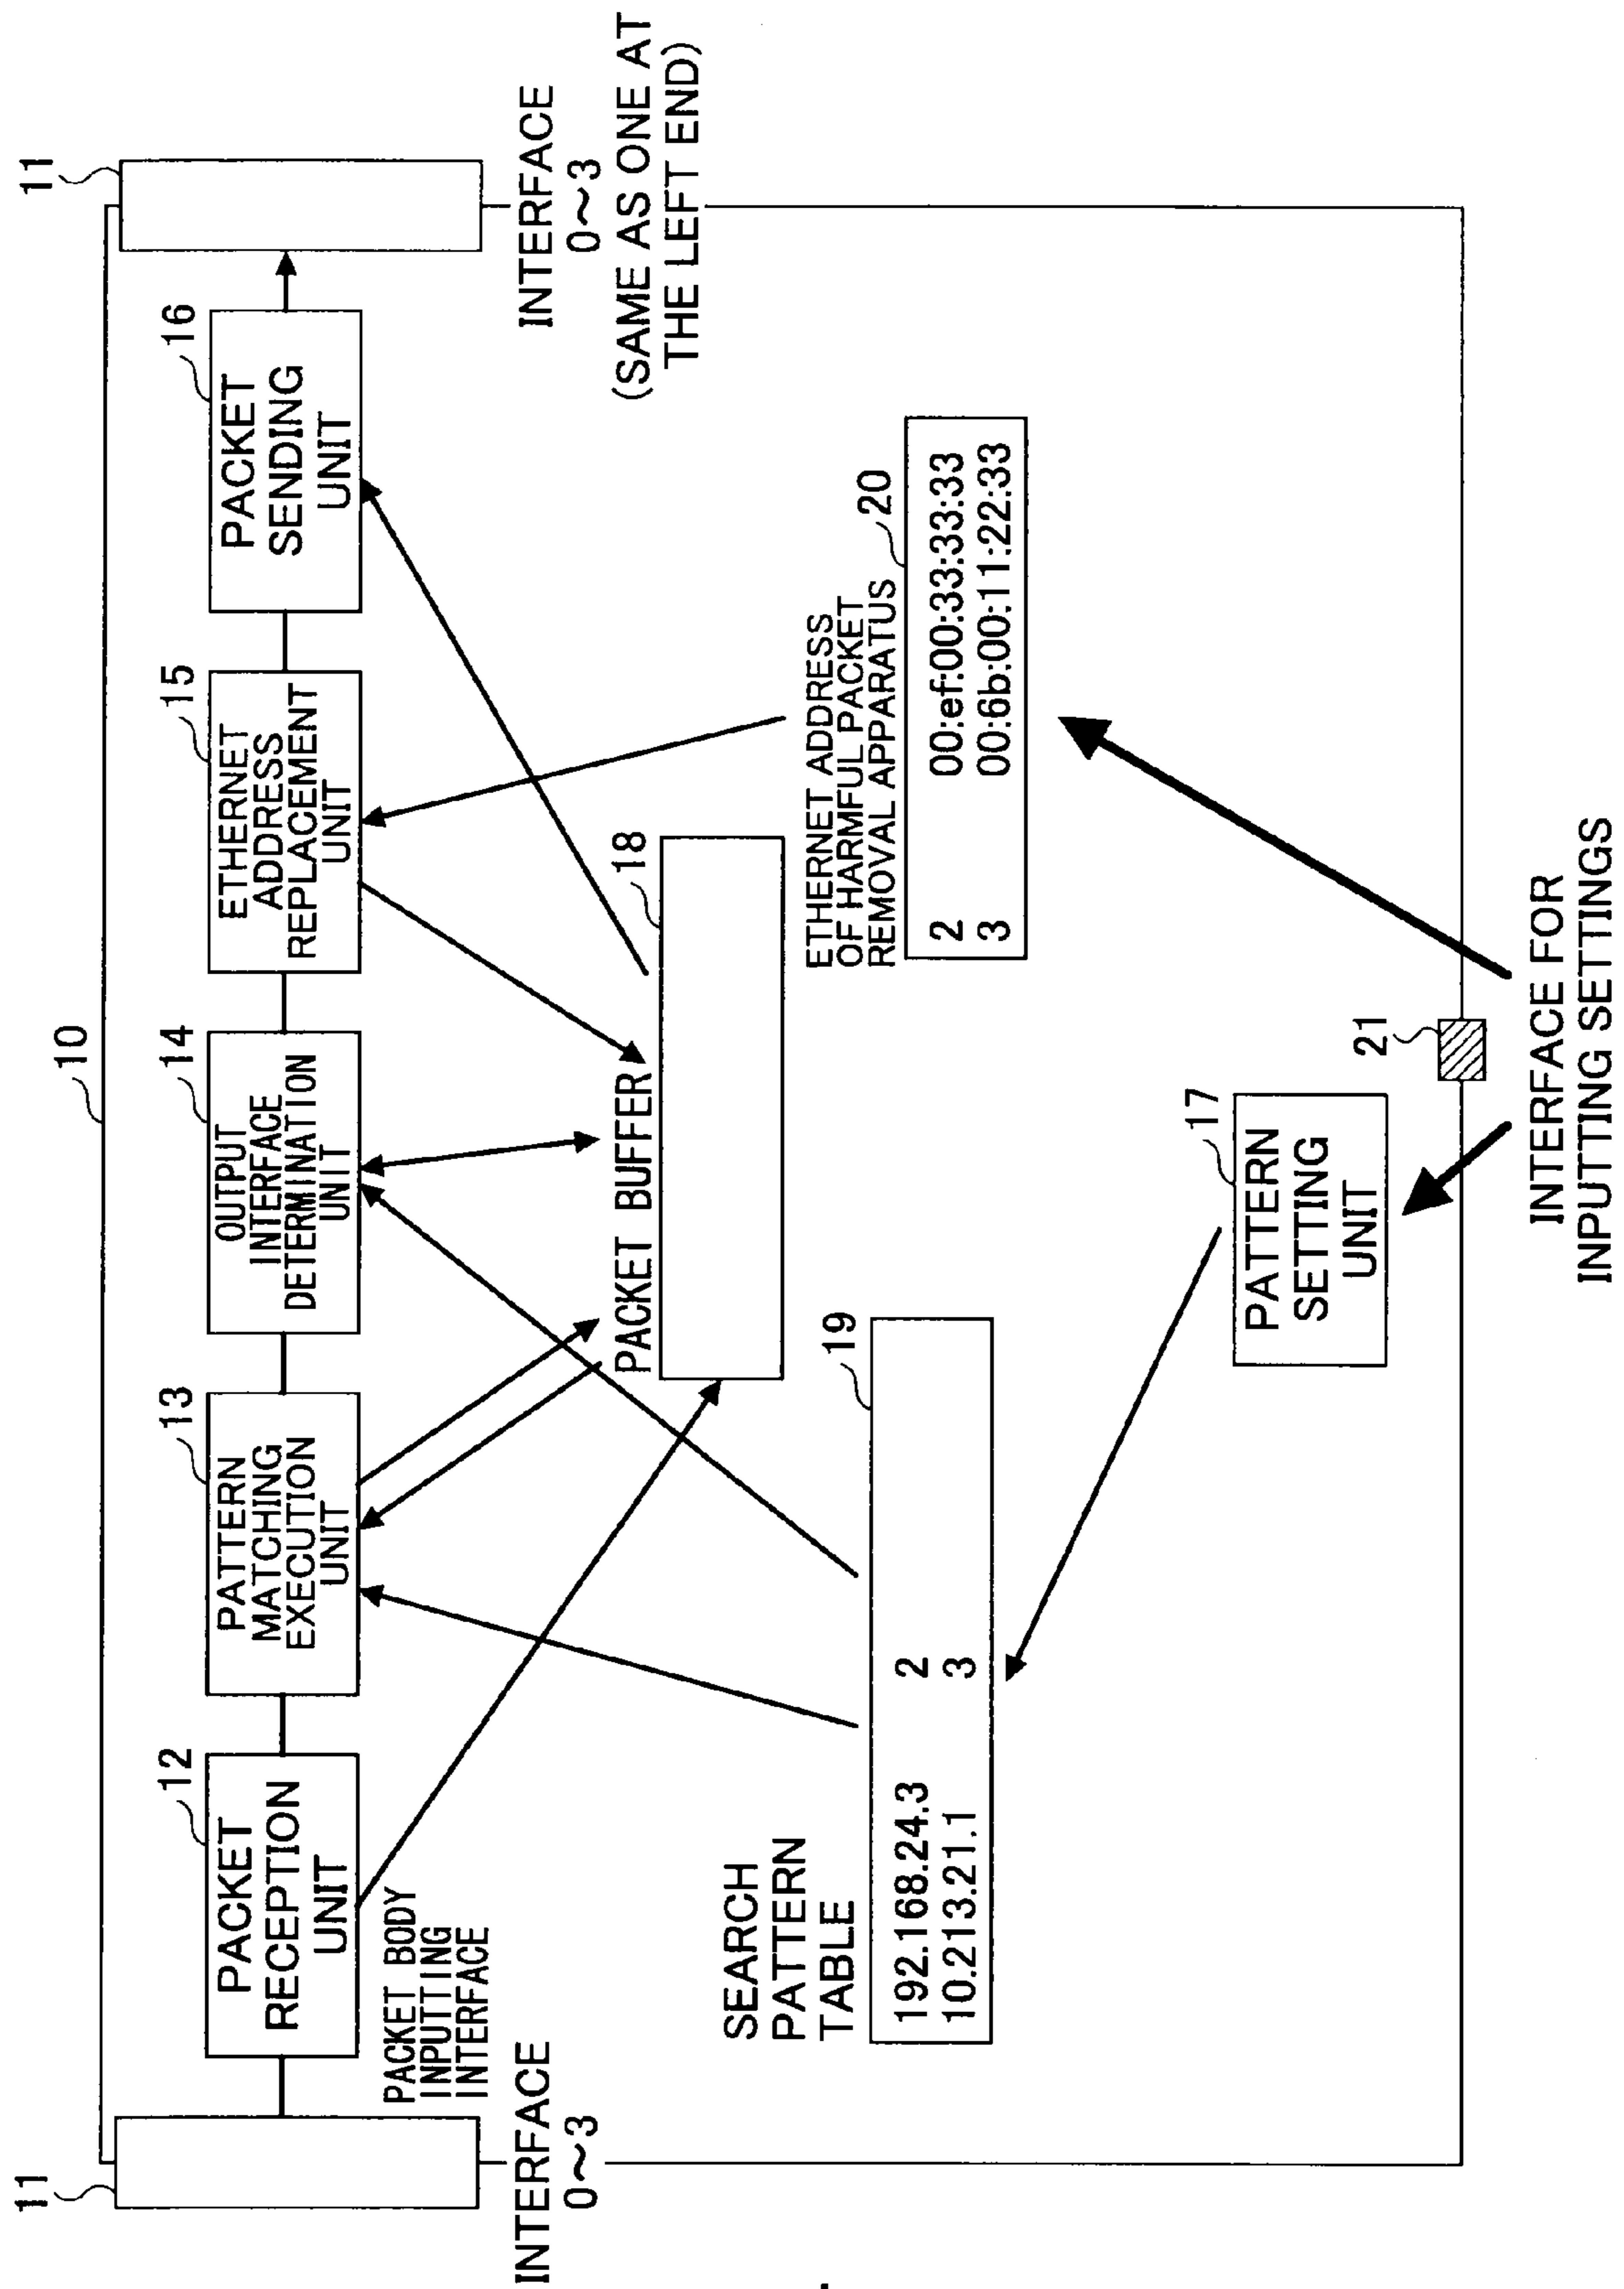 10
11
11
12
13
14
15
16
PACKET
RECEPTION
UNIT
PATTERN
MATCHING
EXECUTION
UNIT
OUTPUT
INTERFACE
DETERMINATION
UNIT
ETHERNET
ADDRESS
REPLACEMENT
UNIT
PACKET
SENDING
UNIT
PACKET BODY
INPUTTING
INTERFACE
INTERFACE
0~3
INTERFACE
0~3
(SAME AS ONE AT
THE LEFT END)
PACKET BUFFER
18
SEARCH
PATTERN
TABLE
19
192.168.24.3 2
10.213.21.1 3
ETHERNET ADDRESS
OF HARMFUL PACKET
REMOVAL APPARATUS
20
2 00:ef:00:33:33:33
3 00:6b:00:11:22:33
17
PATTERN
SETTING
UNIT
21
INTERFACE FOR
INPUTTING SETTINGS